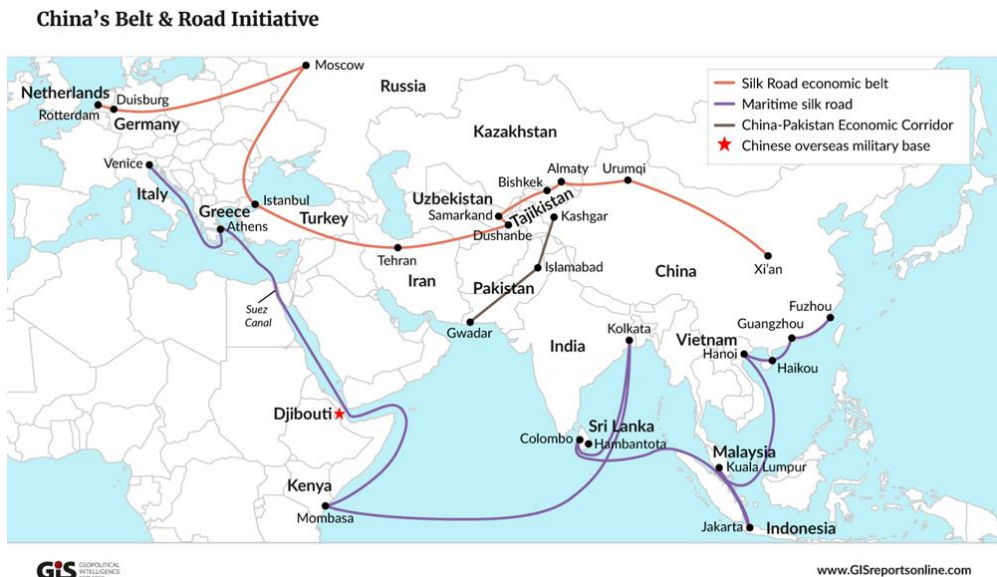 China’s Belt & Road Initiative
Moscow
Russia
Silk Road economic belt
Maritime silk road
China-Pakistan Economic Corridor
Chinese overseas military base
Netherlands
Duisburg
Rotterdam
Germany
Kazakhstan
Venice
Italy
Almaty
Urumqi
Bishkek
Uzbekistan
Tajikistan
Samarkand
Kashgar
Dushanbe
Istanbul
Greece
Turkey
Athens
Tehran
Iran
Islamabad
Pakistan
China
Xi’an
Suez
Canal
Gwadar
Fuzhou
Guangzhou
Kolkata
India
Vietnam
Hanoi
Haikou
Djibouti
Sri Lanka
Colombo
Hambantota
Malaysia
Kuala Lumpur
Kenya
Mombasa
Jakarta
Indonesia
GIS
GEOPOLITICAL
INTELLIGENCE
www.GISreportsonline.com